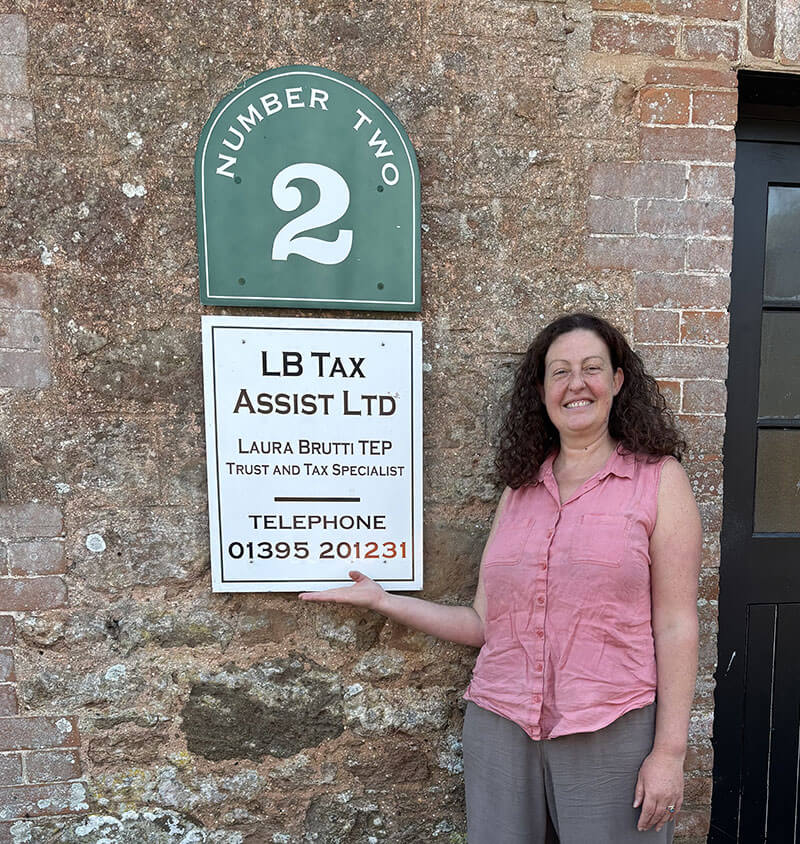 NUMBER TWO
2
LB TAX
ASSIST LTD
LAURA BRUTTI TEP
TRUST AND TAX SPECIALIST
TELEPHONE
01395 201231